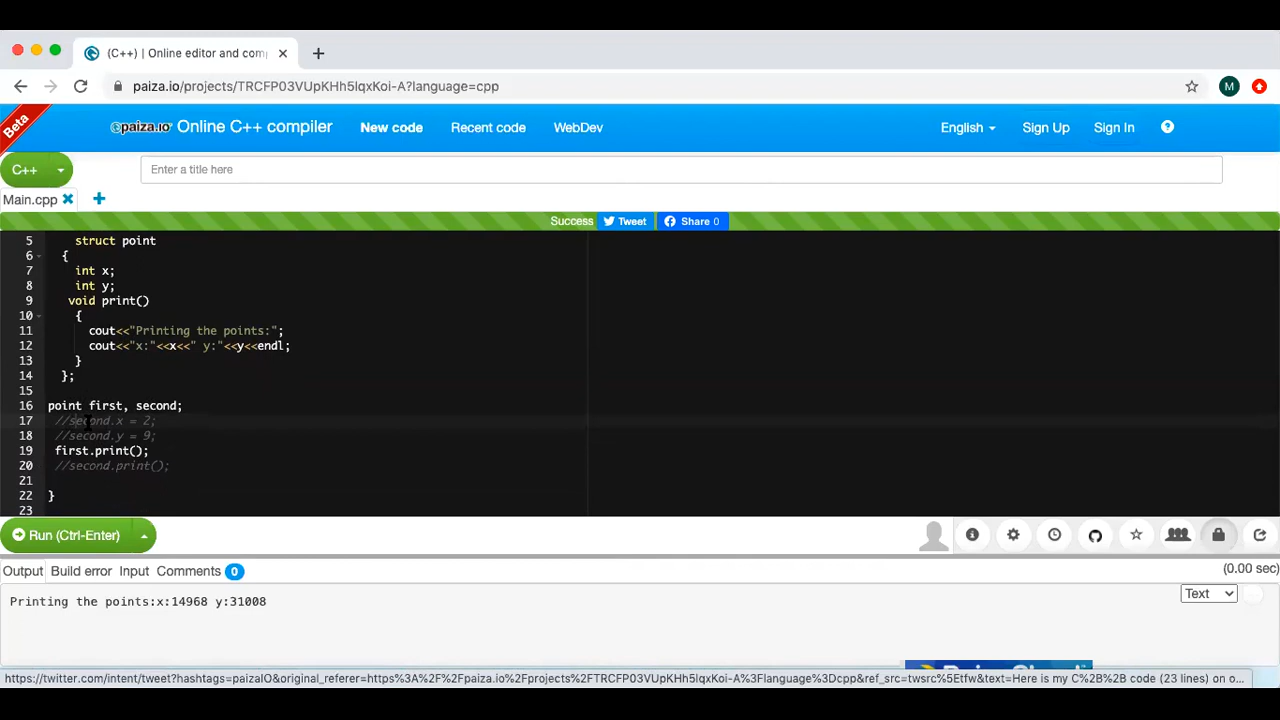 (C++) | Online editor and comp
paiza.io/projects/TRCFP03VUpKHh5lqxKoi-A?language=cpp
M
Beta
paiza.io Online C++ compiler New code Recent code WebDev English Sign Up Sign In
C++ Enter a title here
Main.cpp
Success Tweet Share 0
5 struct point
6 {
7 int x;
8 int y;
9 void print()
10 {
11 cout<<"Printing the points:";
12 cout<<"x:"<<x<<" y:"<<y<<endl;
13 }
14 };
15
16 point first, second;
17 //second.x = 2;
18 //second.y = 9;
19 first.print();
20 //second.print();
21
22 }
23
Run (Ctrl-Enter)
Output Build error Input Comments 0 (0.00 sec)
Printing the points:x:14968 y:31008
Text
https://twitter.com/intent/tweet?hashtags=paizaIO&original_referer=https%3A%2F%2Fpaiza.io%2Fprojects%2FTRCFP03VUpKHh5lqxKoi-A%3Flanguage%3Dcpp&ref_src=twsrc%5Etfw&text=Here is my C%2B%2B code (23 lines) on o...